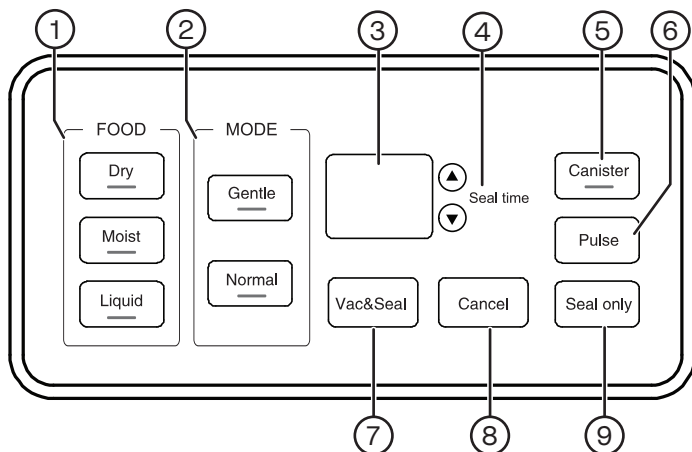 1 2 3 4 5 6
FOOD MODE
Dry
Moist
Liquid
Gentle
Normal
Seal time
Canister
Pulse
Vac&Seal Cancel Seal only
7 8 9